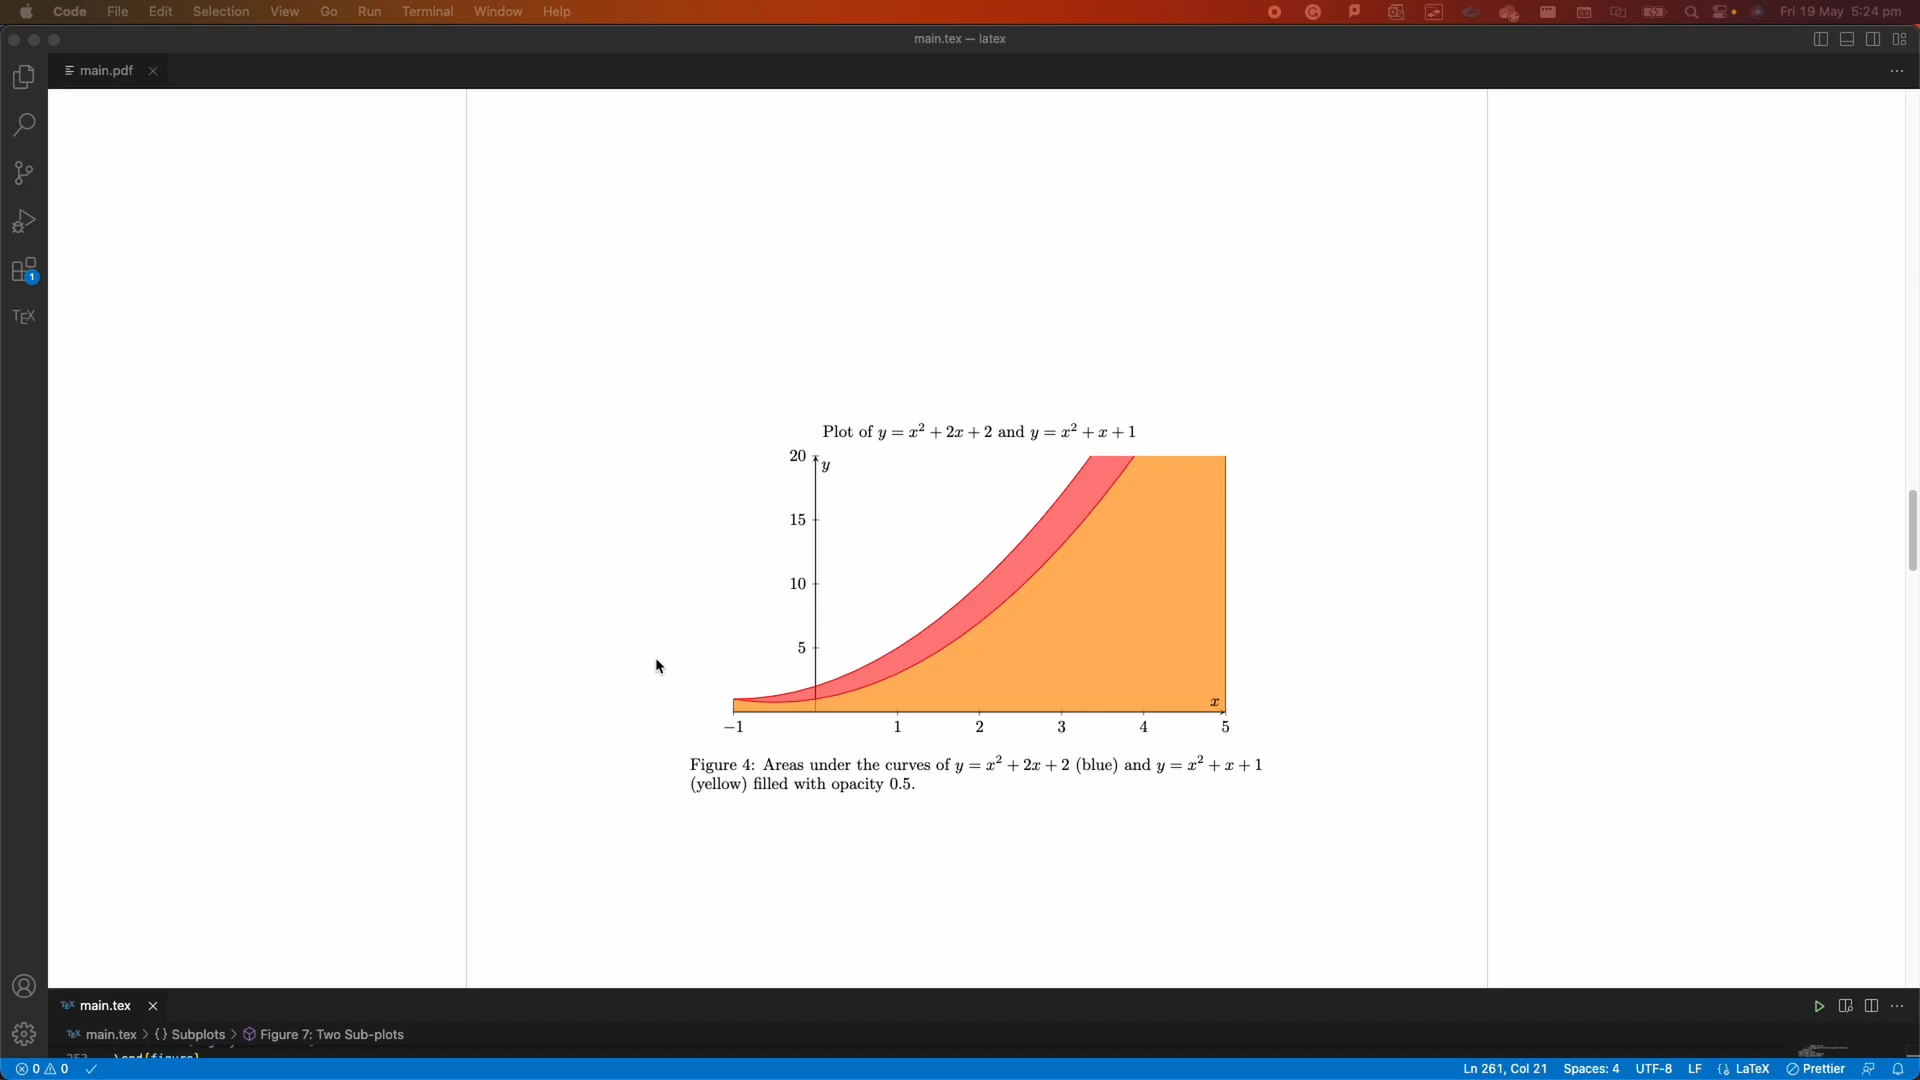 Code File Edit Selection View Go Run Terminal Window Help Fri 19 May 5:24 pm
main.tex — latex
main.pdf
1
TEX
Plot of y = x² + 2x + 2 and y = x² + x + 1
20
y
15
10
5
x
−1 1 2 3 4 5
Figure 4: Areas under the curves of y = x² + 2x + 2 (blue) and y = x² + x + 1
(yellow) filled with opacity 0.5.
TEX main.tex
TEX main.tex > {} Subplots > Figure 7: Two Sub-plots
0 0 Ln 261, Col 21 Spaces: 4 UTF-8 LF {} LaTeX Prettier